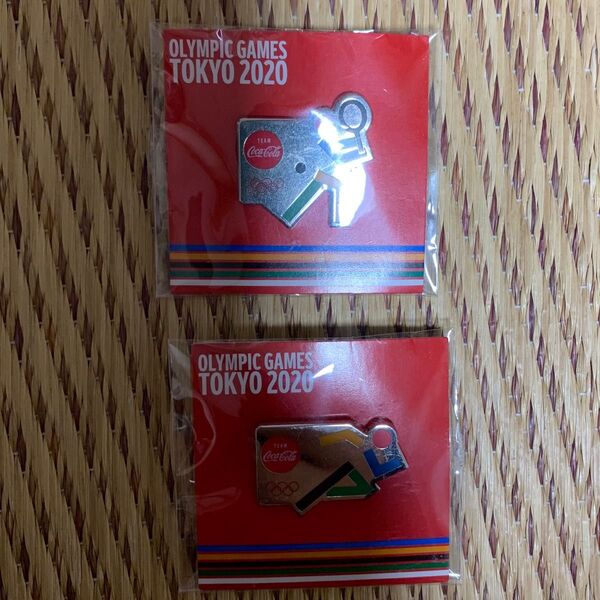 OLYMPIC GAMES
TOKYO 2020
TEAM
Coca-Cola
OLYMPIC GAMES
TOKYO 2020
TEAM
Coca-Cola